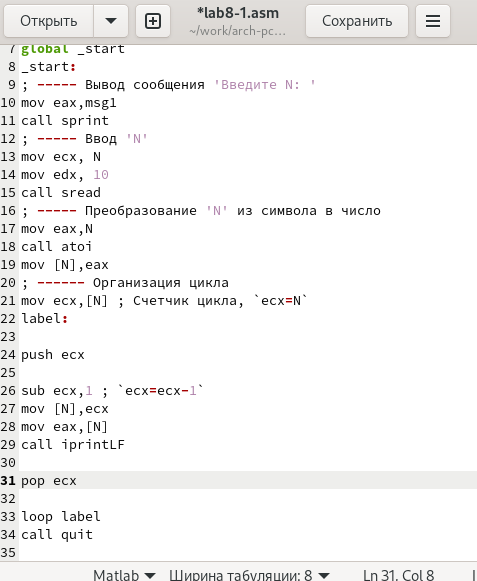 Открыть
*lab8-1.asm
~/work/arch-pc...
Сохранить
7 global _start
8 _start:
9 ; ----- Вывод сообщения 'Введите N: '
10 mov eax,msg1
11 call sprint
12 ; ----- Ввод 'N'
13 mov ecx, N
14 mov edx, 10
15 call sread
16 ; ----- Преобразование 'N' из символа в число
17 mov eax,N
18 call atoi
19 mov [N],eax
20 ; ------ Организация цикла
21 mov ecx,[N] ; Счетчик цикла, `ecx=N`
22 label:
23
24 push ecx
25
26 sub ecx,1 ; `ecx=ecx-1`
27 mov [N],ecx
28 mov eax,[N]
29 call iprintLF
30
31 pop ecx
32
33 loop label
34 call quit
35
Matlab Ширина табуляции: 8 Ln 31, Col 8